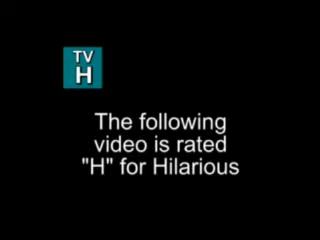 TV
H
The following
video is rated
"H" for Hilarious